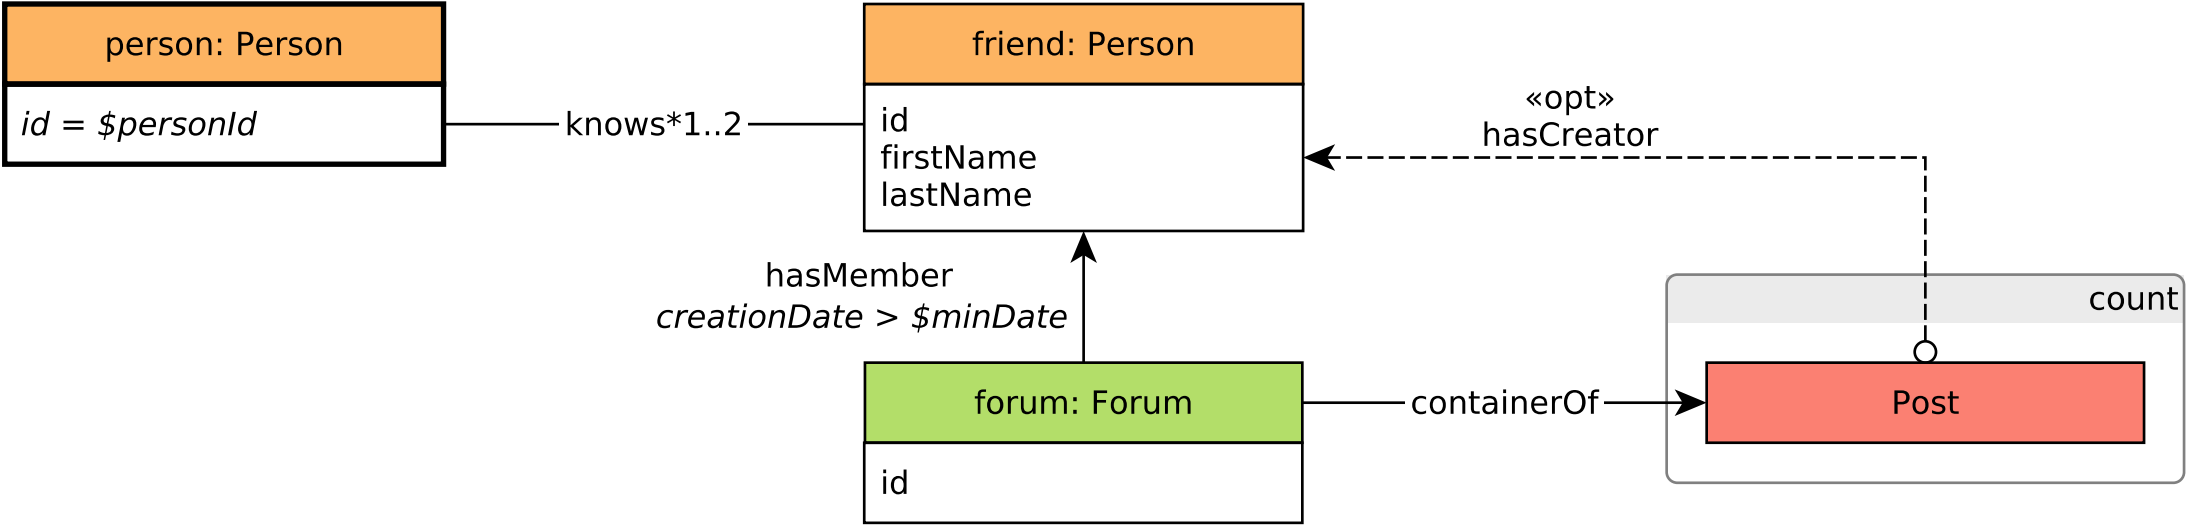 person: Person
id = $personId
knows*1..2
friend: Person
id
firstName
lastName
«opt»
hasCreator
hasMember
creationDate > $minDate
count
forum: Forum
id
containerOf
Post